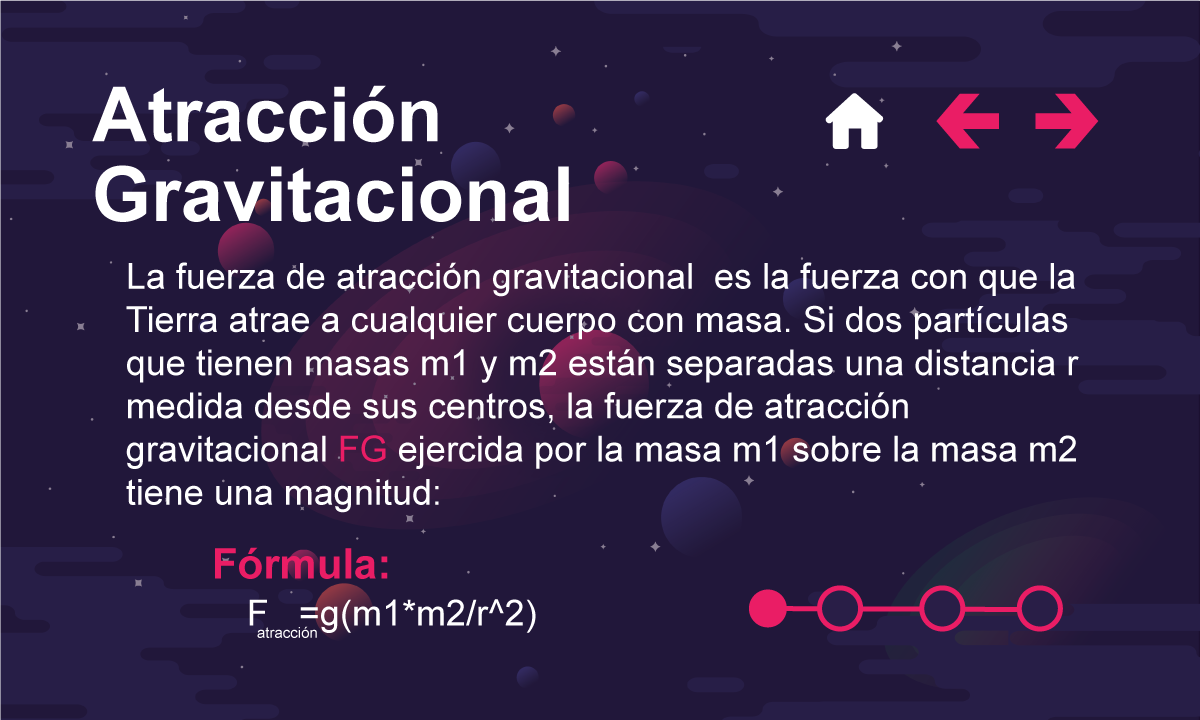 Atracción
Gravitacional
La fuerza de atracción gravitacional  es la fuerza con que la
Tierra atrae a cualquier cuerpo con masa. Si dos partículas
que tienen masas m1 y m2 están separadas una distancia r
medida desde sus centros, la fuerza de atracción
gravitacional FG ejercida por la masa m1 sobre la masa m2
tiene una magnitud:
Fórmula:
F atracción=g(m1*m2/r^2)